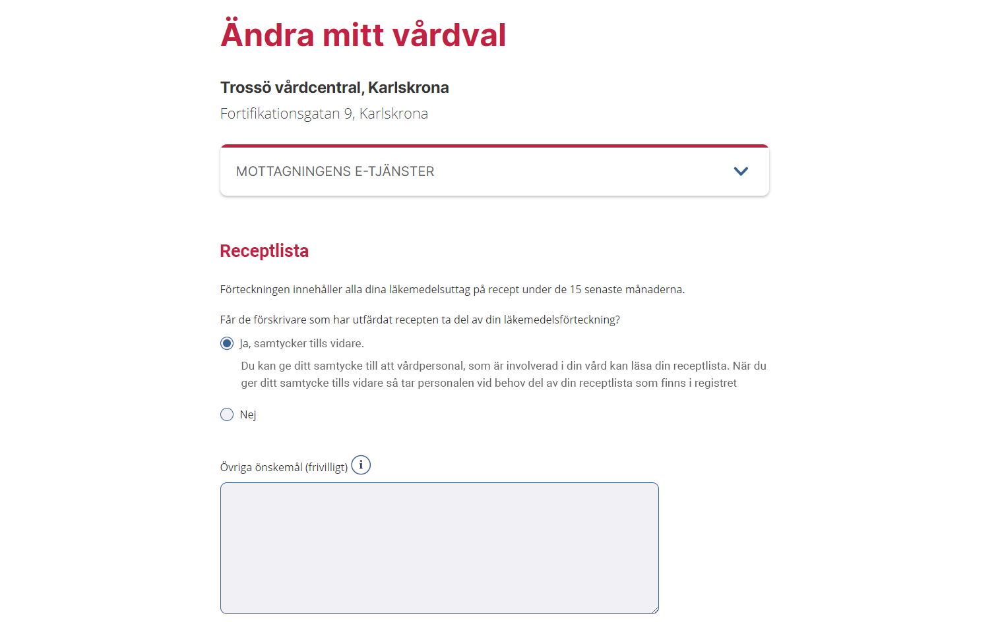 Ändra mitt vårdval
Trossö vårdcentral, Karlskrona
Fortifikationsgatan 9, Karlskrona
MOTTAGNINGENS E-TJÄNSTER
Receptlista
Förteckningen innehåller alla dina läkemedelsuttag på recept under de 15 senaste månaderna.
Får de förskrivare som har utfärdat recepten ta del av din läkemedelsförteckning?
Ja, samtycker tills vidare.
Du kan ge ditt samtycke till att vårdpersonal, som är involverad i din vård kan läsa din receptlista. När du
ger ditt samtycke tills vidare så tar personalen vid behov del av din receptlista som finns i registret
Nej
Övriga önskemål (frivilligt) i